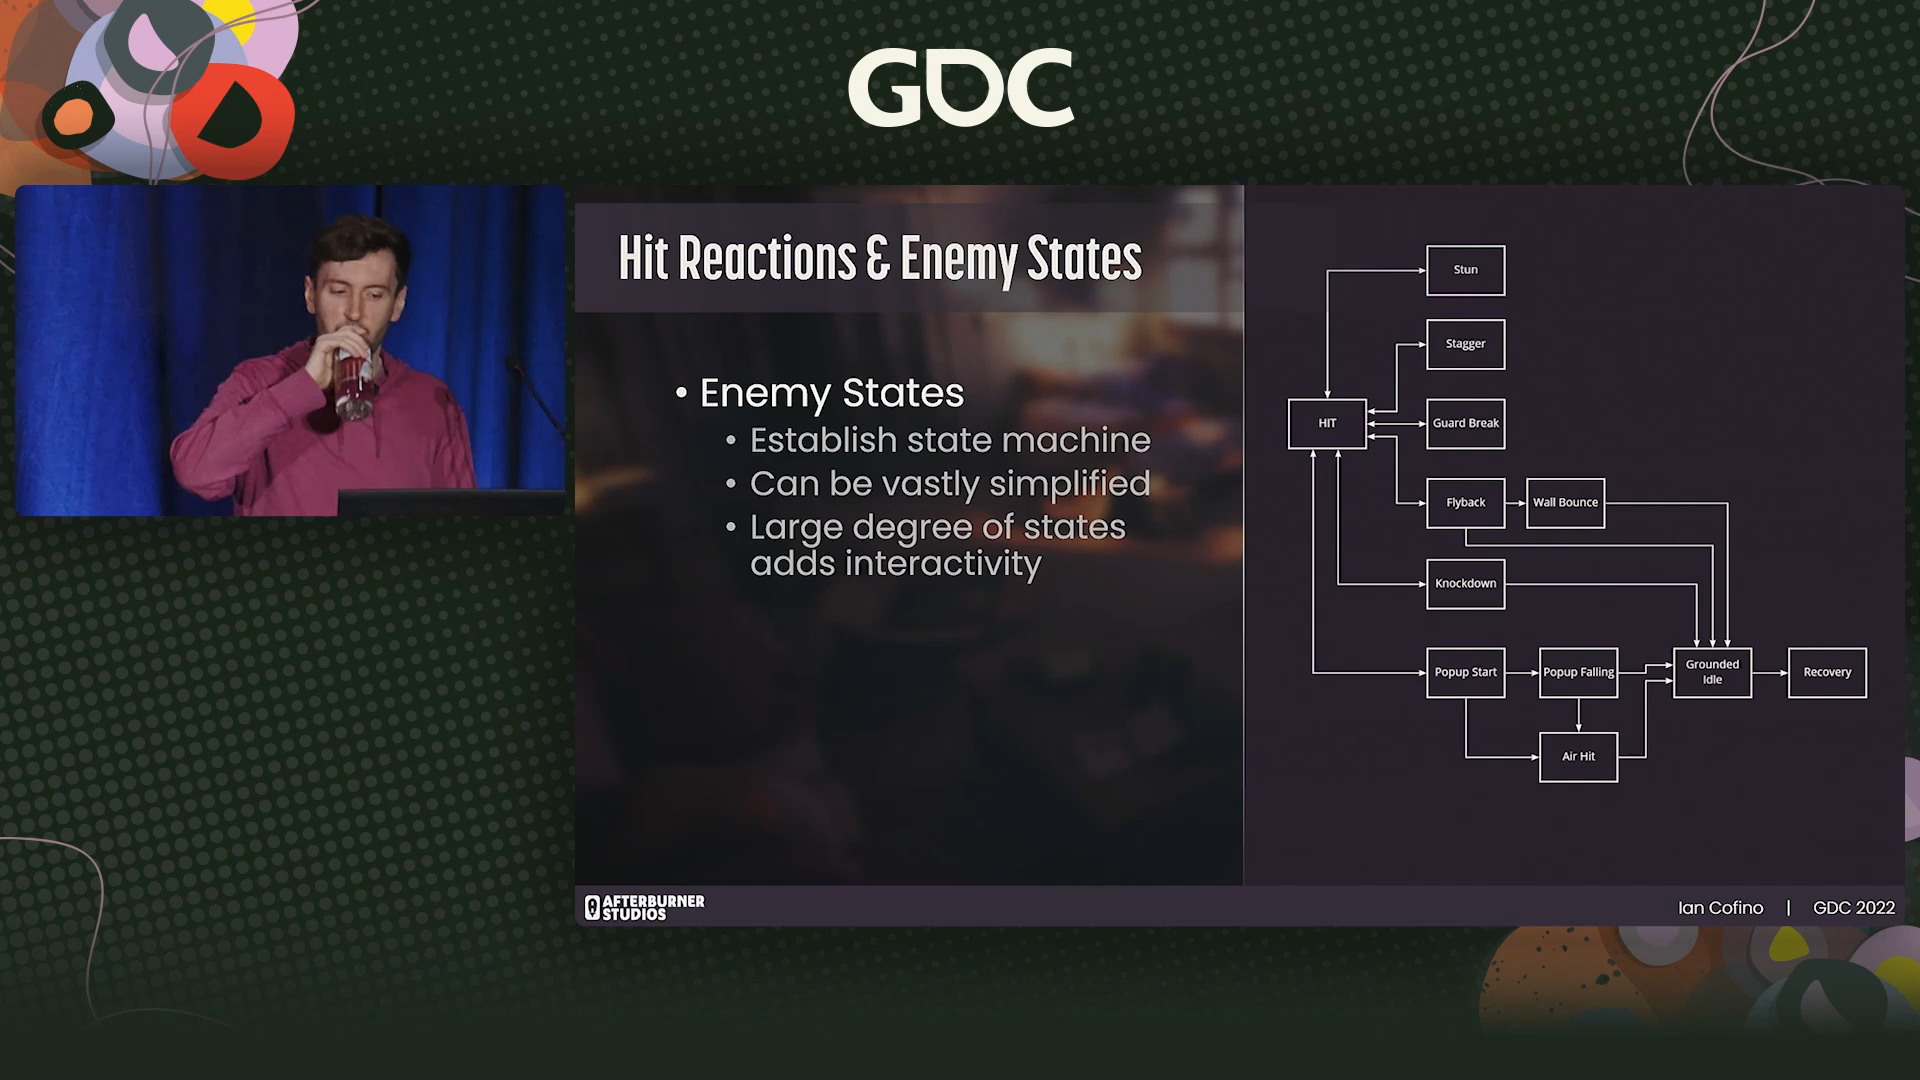 GDC
Hit Reactions & Enemy States
• Enemy States
• Establish state machine
• Can be vastly simplified
• Large degree of states
adds interactivity
Stun
Stagger
HIT
Guard Break
Flyback
Wall Bounce
Knockdown
Popup Start
Popup Falling
Grounded
Idle
Recovery
Air Hit
AFTERBURNER
STUDIOS
Ian Cofino | GDC 2022